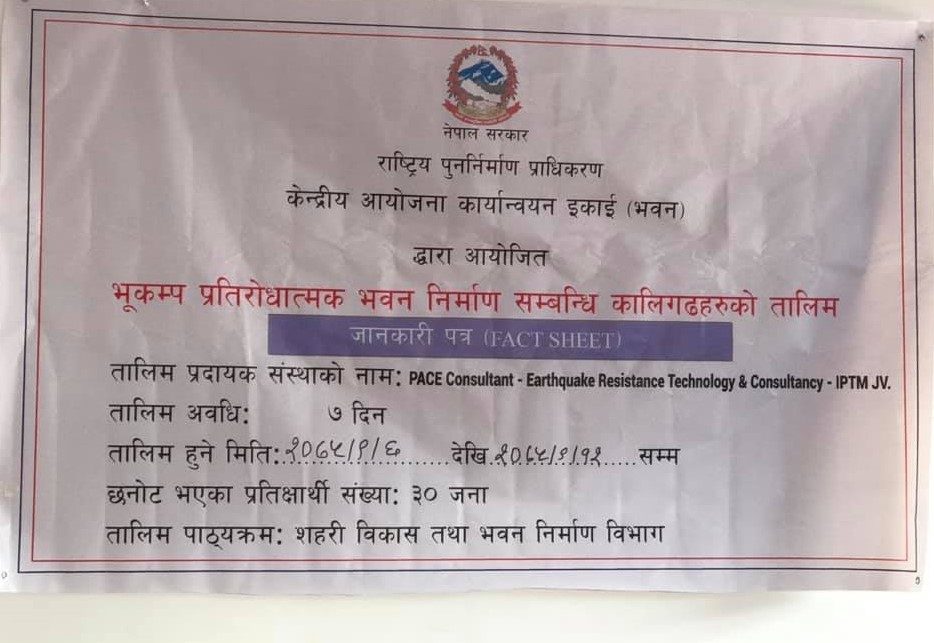 नेपाल सरकार
राष्ट्रिय पुनर्निर्माण प्राधिकरण
केन्द्रीय आयोजना कार्यान्वयन इकाई (भवन)
द्वारा आयोजित
भूकम्प प्रतिरोधात्मक भवन निर्माण सम्बन्धि कालिगढहरुको तालिम
जानकारी पत्र (FACT SHEET)
तालिम प्रदायक संस्थाको नाम: PACE Consultant - Earthquake Resistance Technology & Consultancy - IPTM JV.
तालिम अवधि: ७ दिन
तालिम हुने मिति: २०७५/९/६ देखि २०७५/९/१२ सम्म
छनोट भएका प्रतिक्षार्थी संख्या: ३० जना
तालिम पाठ्यक्रम: शहरी विकास तथा भवन निर्माण विभाग